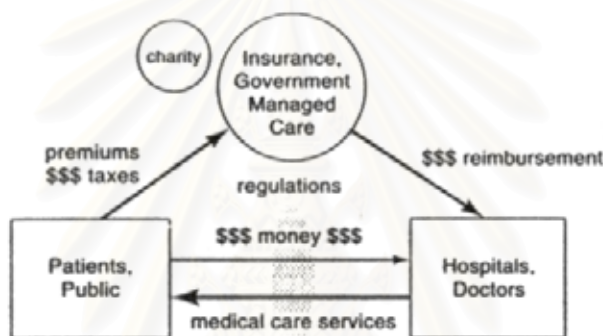 charity
Insurance,
Government
Managed
Care
premiums
$$$ taxes
$$$ reimbursement
regulations
$$$ money $$$
Patients,
Public
Hospitals,
Doctors
medical care services